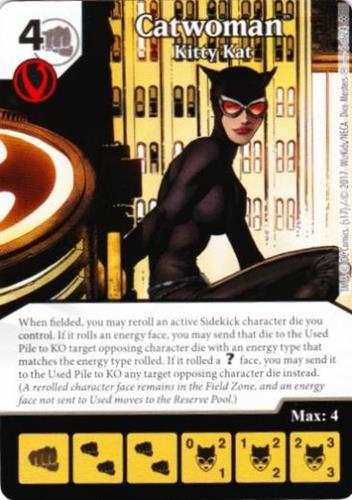 4
Catwoman™
Kitty Kat
When fielded, you may reroll an active Sidekick character die you
control. If it rolls an energy face, you may send that die to the Used
Pile to KO target opposing character die with an energy type that
matches the energy type rolled. If it rolled a ? face, you may send it
to the Used Pile to KO any target opposing character die instead.
(A rerolled character face remains in the Field Zone, and an energy
face not sent to Used moves to the Reserve Pool.)
Max: 4
0 2 1
1 2 2
2 3 3